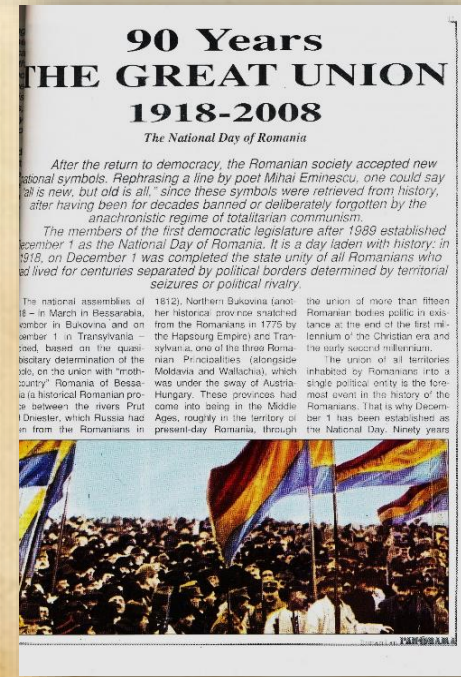 90 Years
THE GREAT UNION
1918-2008
The National Day of Romania
After the return to democracy, the Romanian society accepted new
national symbols. Rephrasing a line by poet Mihai Eminescu, one could say
"all is new, but old is all," since these symbols were retrieved from history,
after having been for decades banned or deliberately forgotten by the
anachronistic regime of totalitarian communism.
The members of the first democratic legislature after 1989 established
December 1 as the National Day of Romania. It is a day laden with history: in
1918, on December 1 was completed the state unity of all Romanians who
had lived for centuries separated by political borders determined by territorial
seizures or political rivalry.
The national assemblies of
18 – in March in Bessarabia,
vember in Bukovina and on
cember 1 in Transylvania –
based, on the quasi-
biscitary determination of the
on the union with "moth-
country" Romania of Bessa-
ia (a historical Romanian pro-
ce between the rivers Prut
Dniester, which Russia had
en from the Romanians in
1812), Northern Bukovina (anot-
her historical province snatched
from the Romanians in 1775 by
the Hapsburg Empire) and Tran-
sylvania, one of the three Roma-
nian Principalities (alongside
Moldavia and Wallachia), which
was under the sway of Austria-
Hungary. These provinces had
come into being in the Middle
Ages, roughly in the territory of
present-day Romania, through
the union of more than fifteen
Romanian bodies politic in exis-
tance at the end of the first mil-
lennium of the Christian era and
the early second millennium.
The union of all territories
inhabited by Romanians into a
single political entity is the fore-
most event in the history of the
Romanians. That is why Decem-
ber 1 has been established as
the National Day. Ninety years
PANORAMA